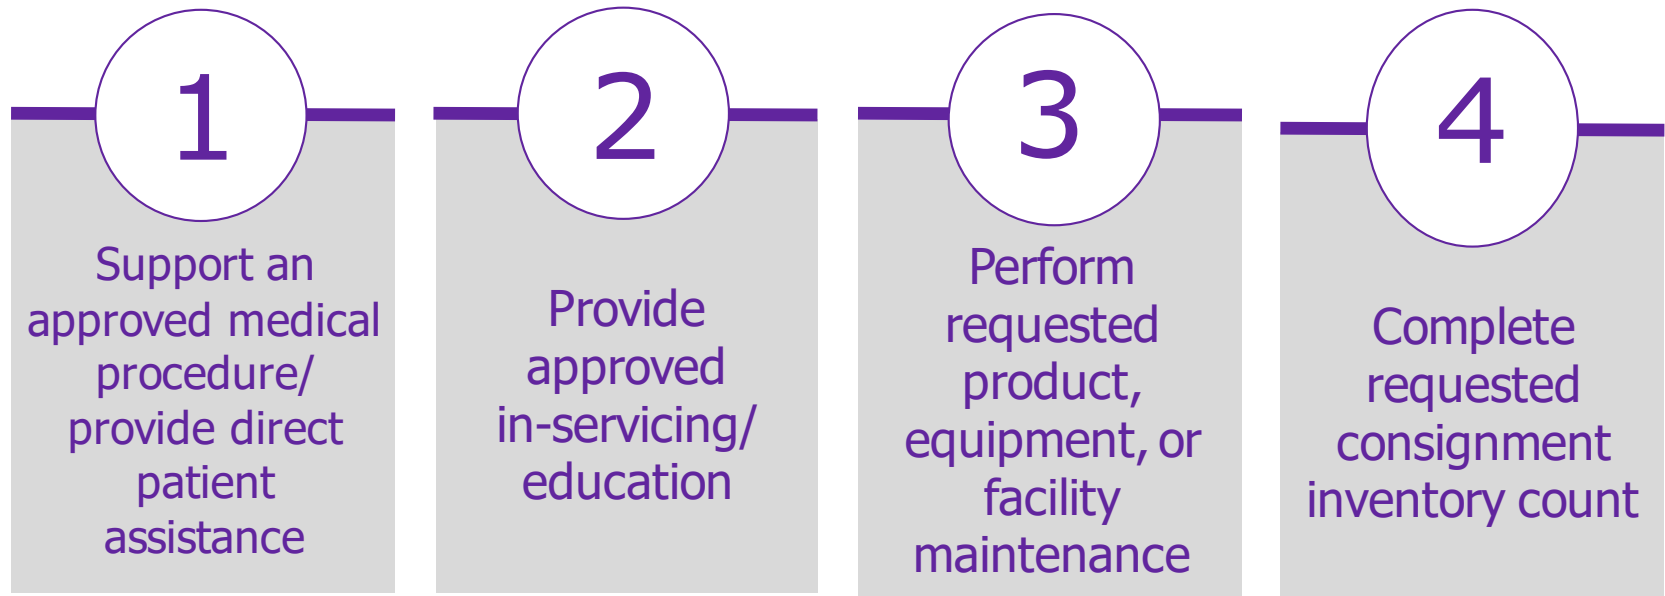 1
Support an
approved medical
procedure/
provide direct
patient
assistance
2
Provide
approved
in-servicing/
education
3
Perform
requested
product,
equipment, or
facility
maintenance
4
Complete
requested
consignment
inventory count